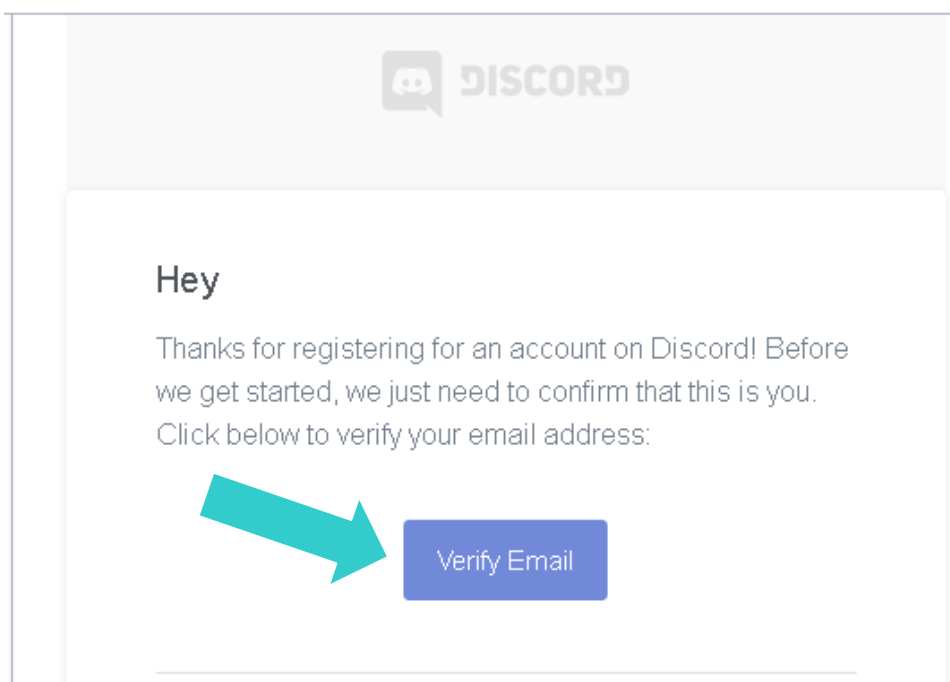 DISCORD
Hey
Thanks for registering for an account on Discord! Before
we get started, we just need to confirm that this is you.
Click below to verify your email address:
Verify Email